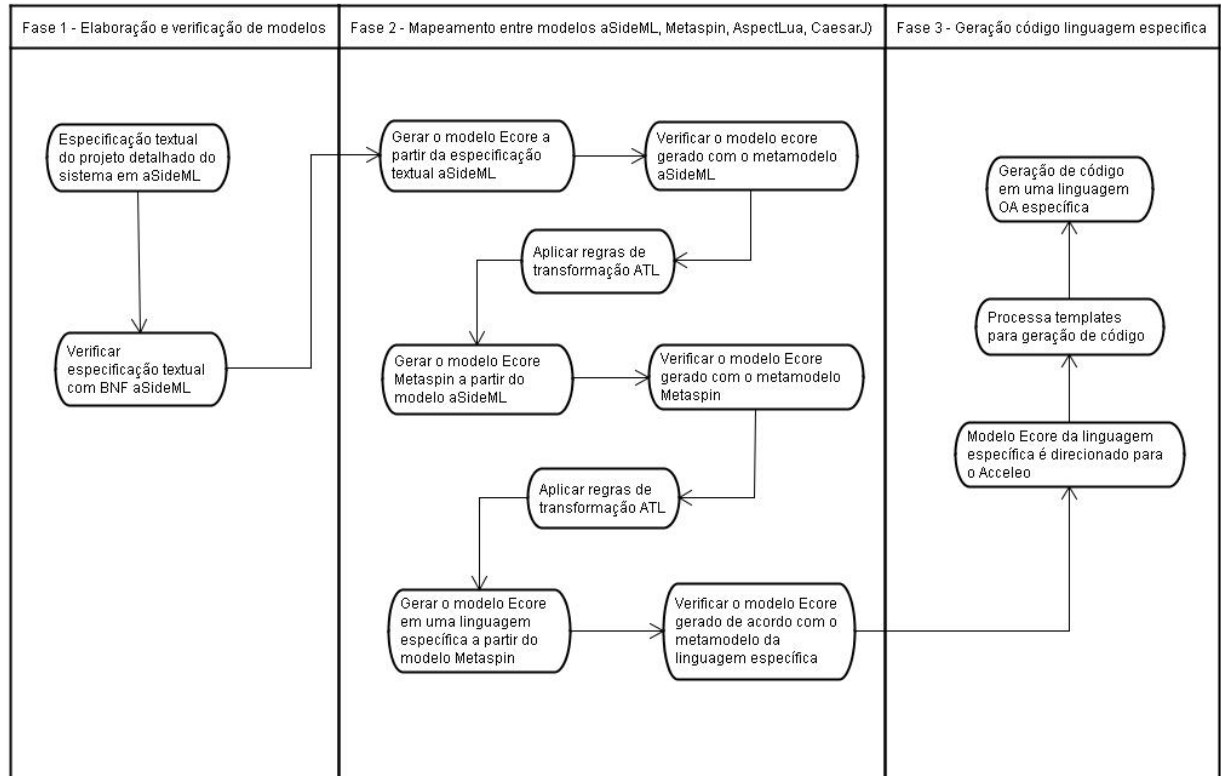 Fase 1 - Elaboração e verificação de modelos
Fase 2 - Mapeamento entre modelos aSideML, Metaspin, AspectLua, CaesarJ)
Fase 3 - Geração código linguagem especifica
Especificação textual
do projeto detalhado do
sistema em aSideML
Verificar
especificação textual
com BNF aSideML
Gerar o modelo Ecore a
partir da especificação
textual aSideML
Verificar o modelo ecore
gerado com o metamodelo
aSideML
Aplicar regras de
transformação ATL
Gerar o modelo Ecore
Metaspin a partir do
modelo aSideML
Verificar o modelo Ecore
gerado com o metamodelo
Metaspin
Aplicar regras de
transformação ATL
Gerar o modelo Ecore
em uma linguagem
específica a partir do
modelo Metaspin
Verificar o modelo Ecore
gerado de acordo com o
metamodelo da
linguagem específica
Modelo Ecore da linguagem
específica é direcionado para
o Acceleo
Processa templates
para geração de código
Geração de código
em uma linguagem
OA específica